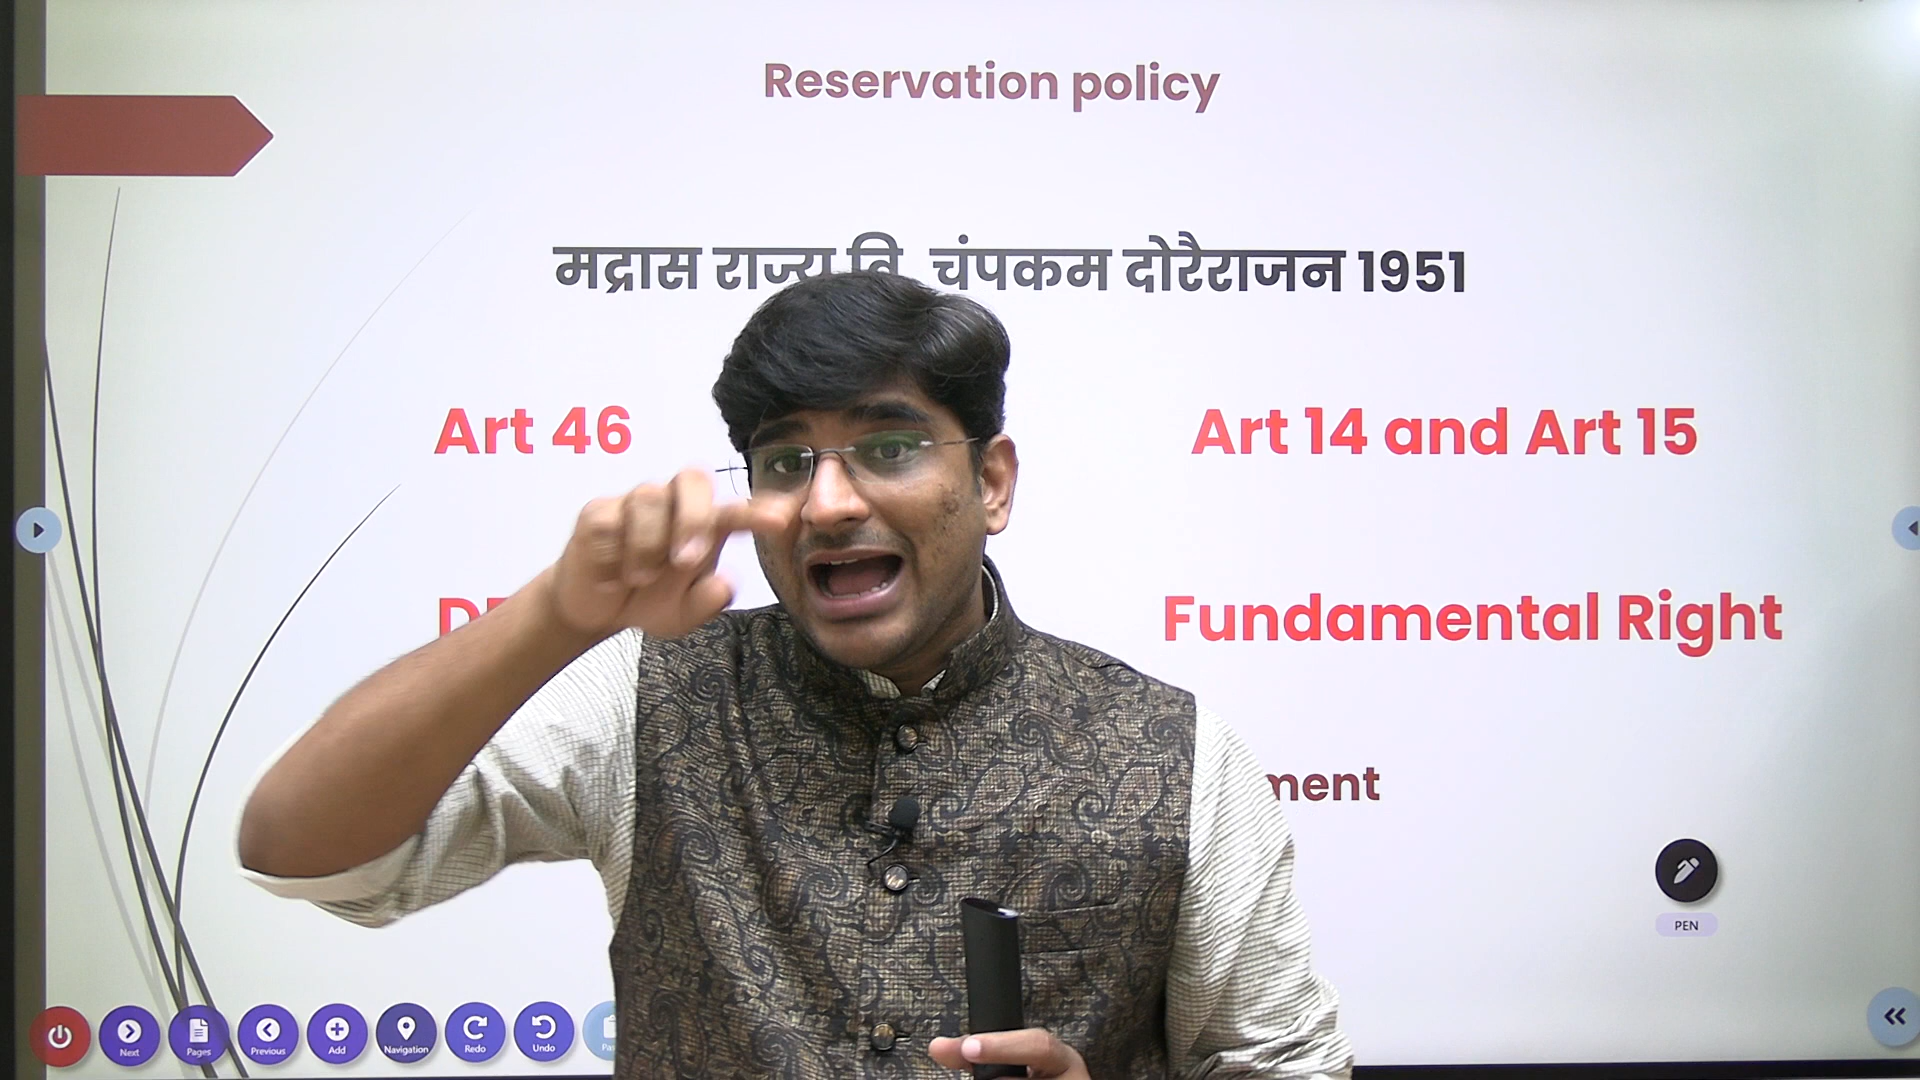 Reservation policy
मद्रास राज्य वि. चंपकम दोरैराजन 1951
Art 46
Art 14 and Art 15
Fundamental Right
PEN
Next
Pages
Previous
Add
Navigation
Redo
Undo